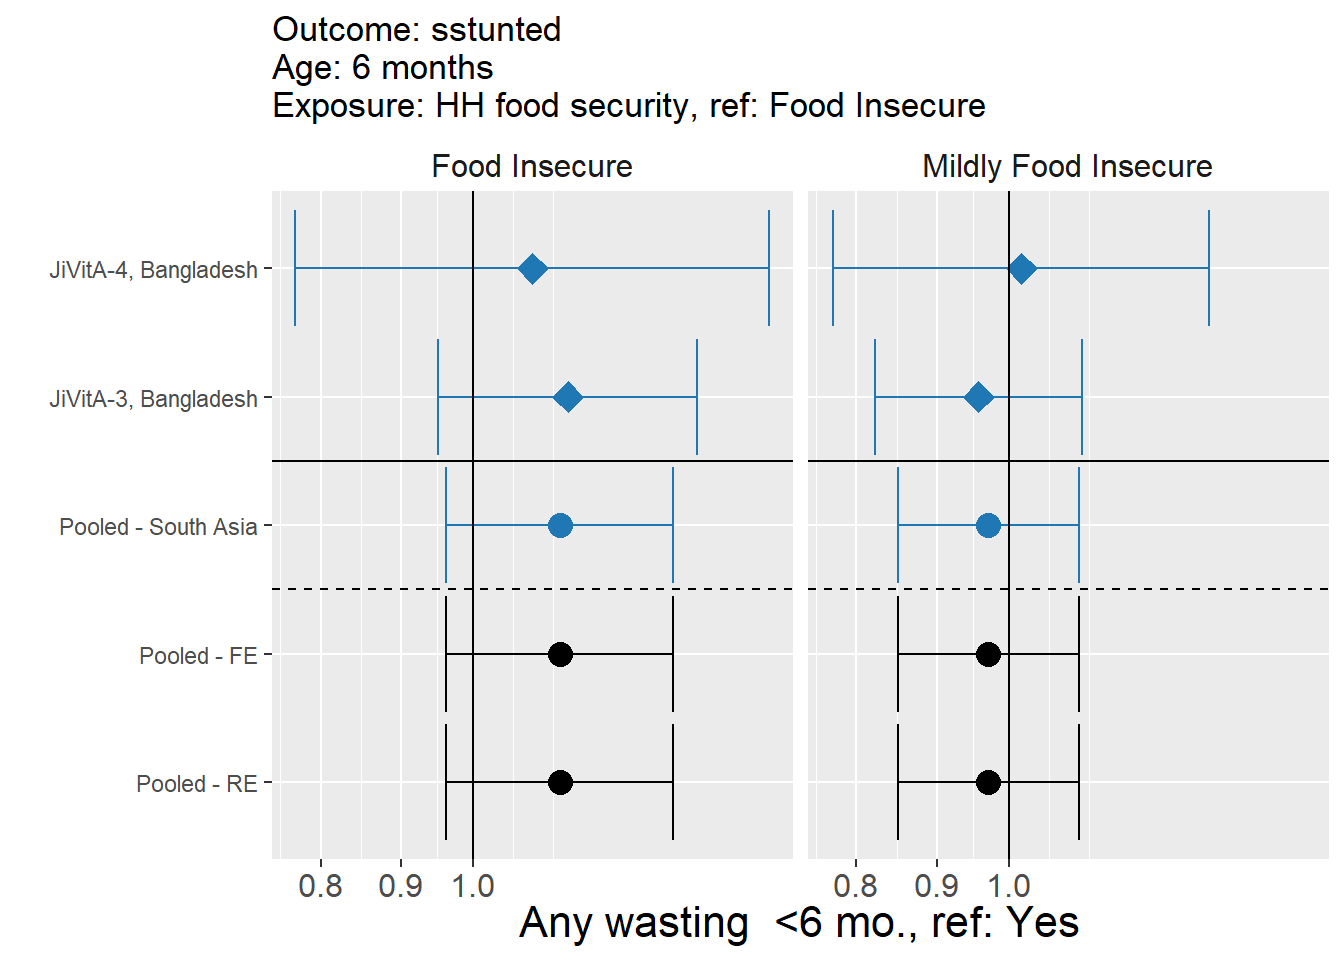 Outcome: sstunted
Age: 6 months
Exposure: HH food security, ref: Food Insecure
Food Insecure
Mildly Food Insecure
JiVitA-4, Bangladesh
JiVitA-3, Bangladesh
Pooled - South Asia
Pooled - FE
Pooled - RE
0.8 0.9 1.0
0.8 0.9 1.0
Any wasting  <6 mo., ref: Yes